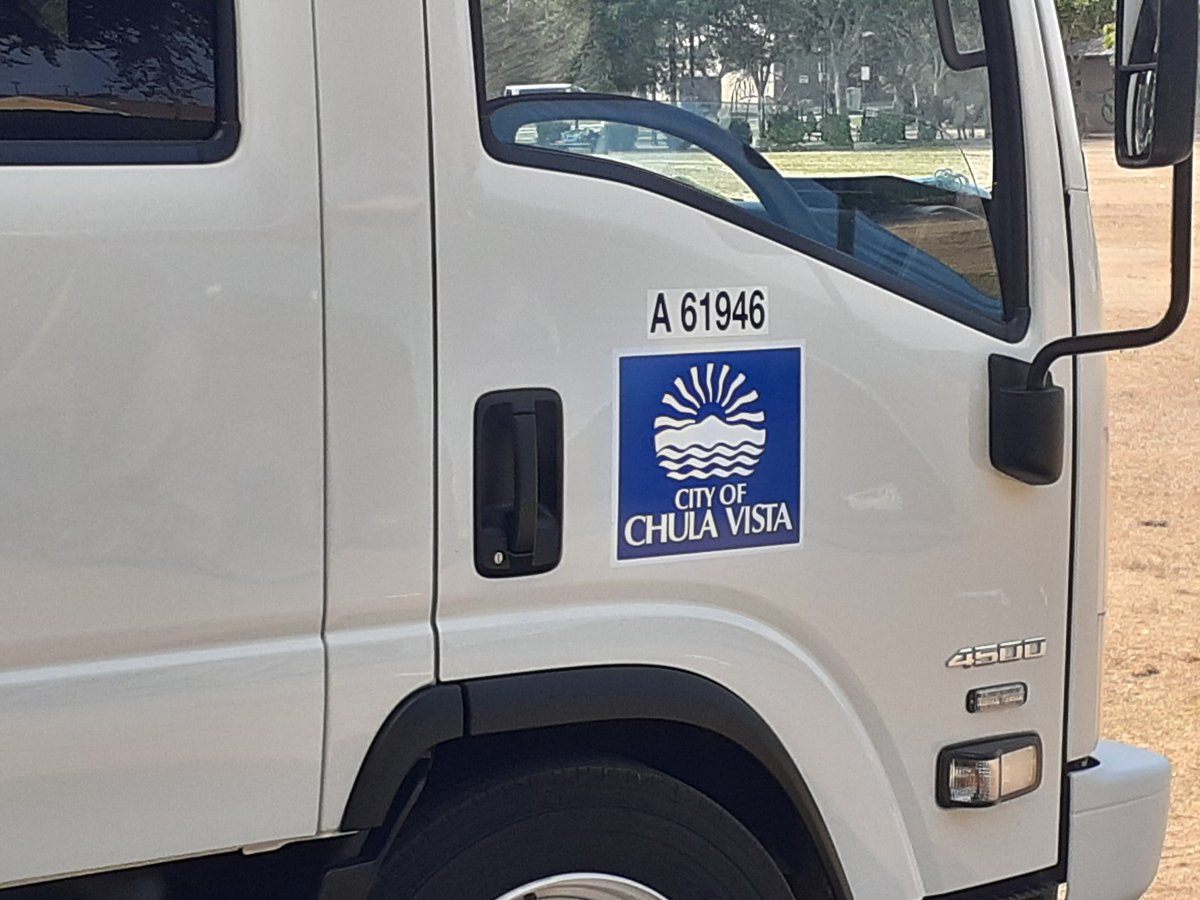 A 61946
CITY OF
CHULA VISTA
4500